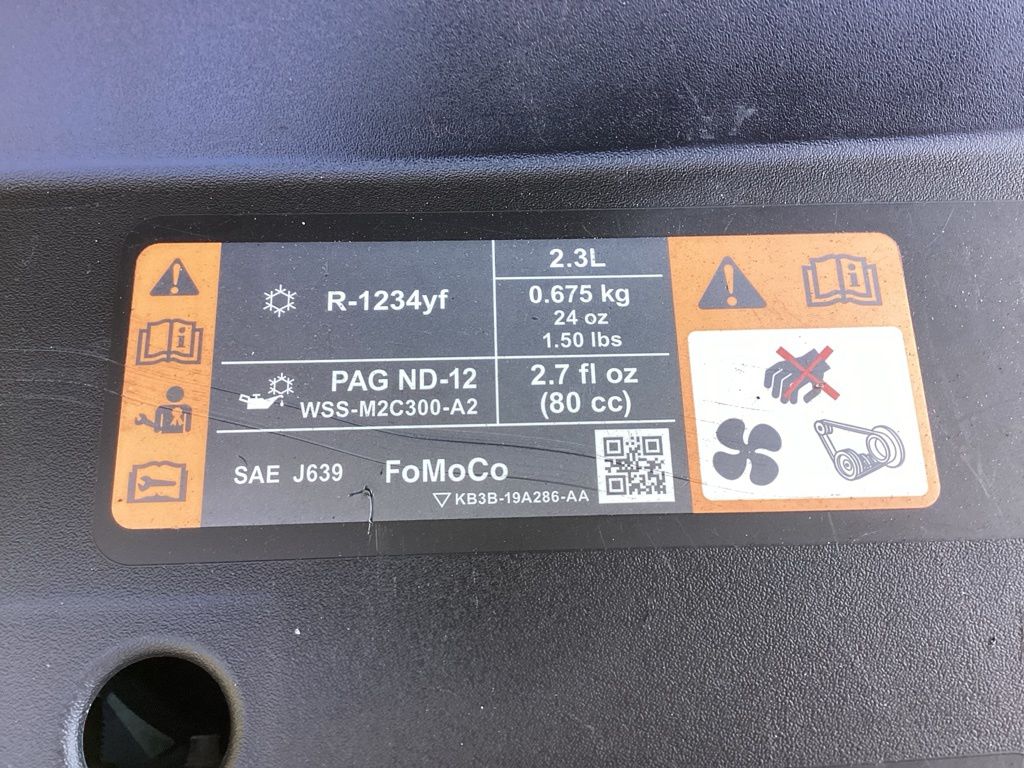 R-1234yf
2.3L
0.675 kg
24 oz
1.50 lbs
PAG ND-12
WSS-M2C300-A2
2.7 fl oz
(80 cc)
SAE J639 FoMoCo
KB3B-19A286-AA